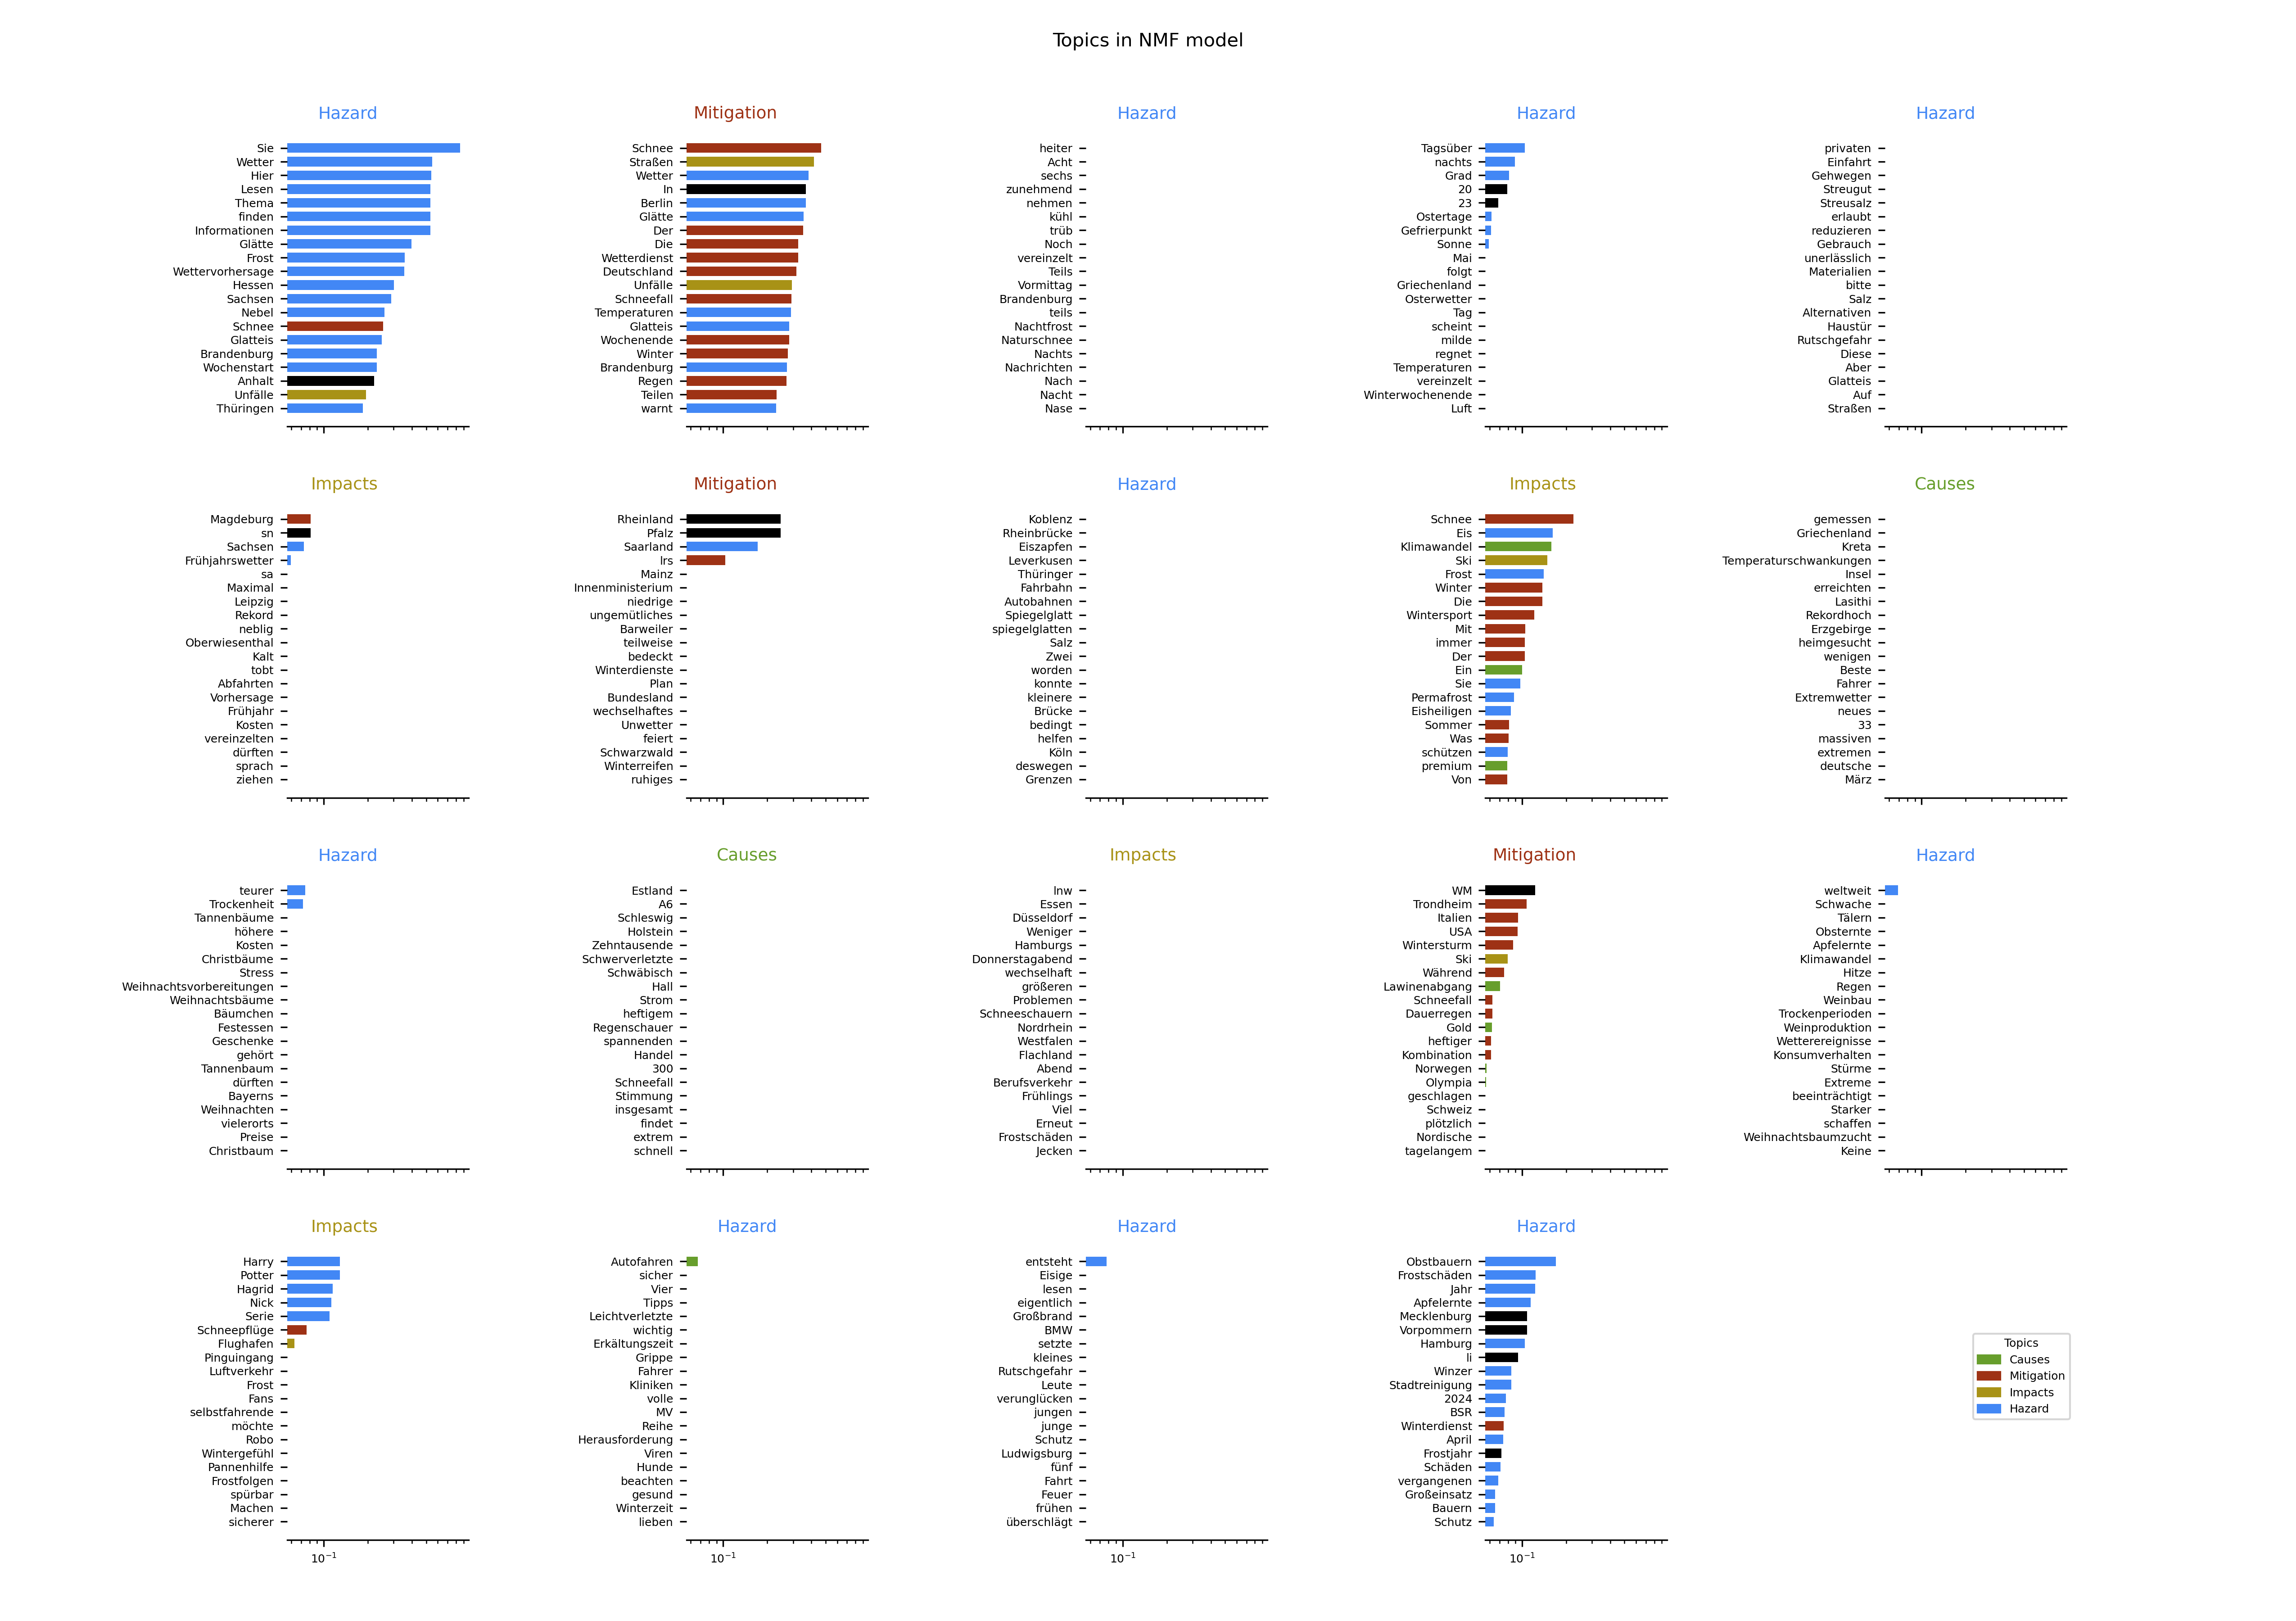 Topics in NMF model
Hazard
Sie
Wetter
Hier
Lesen
Thema
finden
Informationen
Glätte
Frost
Wettervorhersage
Hessen
Sachsen
Nebel
Schnee
Glatteis
Brandenburg
Wochenstart
Anhalt
Unfälle
Thüringen
Mitigation
Schnee
Straßen
Wetter
In
Berlin
Glätte
Der
Die
Wetterdienst
Deutschland
Unfälle
Schneefall
Temperaturen
Glatteis
Wochenende
Winter
Brandenburg
Regen
Teilen
warnt
Hazard
heiter
Acht
sechs
zunehmend
nehmen
kühl
trüb
Noch
vereinzelt
Teils
Vormittag
Brandenburg
teils
Nachtfrost
Naturschnee
Nachts
Nachrichten
Nach
Nacht
Nase
Hazard
Tagsüber
nachts
Grad
20
23
Ostertage
Gefrierpunkt
Sonne
Mai
folgt
Griechenland
Osterwetter
Tag
scheint
milde
regnet
Temperaturen
vereinzelt
Winterwochenende
Luft
Hazard
privaten
Einfahrt
Gehwegen
Streugut
Streusalz
erlaubt
reduzieren
Gebrauch
unerlässlich
Materialien
bitte
Salz
Alternativen
Haustür
Rutschgefahr
Diese
Aber
Glatteis
Auf
Straßen
Impacts
Magdeburg
sn
Sachsen
Frühjahrswetter
sa
Maximal
Leipzig
Rekord
neblig
Oberwiesenthal
Kalt
tobt
Abfahrten
Vorhersage
Frühjahr
Kosten
vereinzelten
dürften
sprach
ziehen
Mitigation
Rheinland
Pfalz
Saarland
lrs
Mainz
Innenministerium
niedrige
ungemütliches
Barweiler
teilweise
bedeckt
Winterdienste
Plan
Bundesland
wechselhaftes
Unwetter
feiert
Schwarzwald
Winterreifen
ruhiges
Hazard
Koblenz
Rheinbrücke
Eiszapfen
Leverkusen
Thüringer
Fahrbahn
Autobahnen
Spiegelglatt
spiegelglatten
Salz
Zwei
worden
konnte
kleinere
Brücke
bedingt
helfen
Köln
deswegen
Grenzen
Impacts
Schnee
Eis
Klimawandel
Ski
Frost
Winter
Die
Wintersport
Mit
immer
Der
Ein
Sie
Permafrost
Eisheiligen
Sommer
Was
schützen
premium
Von
Causes
gemessen
Griechenland
Kreta
Temperaturschwankungen
Insel
erreichten
Lasithi
Rekordhoch
Erzgebirge
heimgesucht
wenigen
Beste
Fahrer
Extremwetter
neues
33
massiven
extremen
deutsche
März
Hazard
teurer
Trockenheit
Tannenbäume
höhere
Kosten
Christbäume
Stress
Weihnachtsvorbereitungen
Weihnachtsbäume
Bäumchen
Festessen
Geschenke
gehört
Tannenbaum
dürften
Bayerns
Weihnachten
vielerorts
Preise
Christbaum
Causes
Estland
A6
Schleswig
Holstein
Zehntausende
Schwerverletzte
Schwäbisch
Hall
Strom
heftigem
Regenschauer
spannenden
Handel
300
Schneefall
Stimmung
insgesamt
findet
extrem
schnell
Impacts
lnw
Essen
Düsseldorf
Weniger
Hamburgs
Donnerstagabend
wechselhaft
größeren
Problemen
Schneeschauern
Nordrhein
Westfalen
Flachland
Abend
Berufsverkehr
Frühlings
Viel
Erneut
Frostschäden
Jecken
Mitigation
WM
Trondheim
Italien
USA
Wintersturm
Ski
Während
Lawinenabgang
Schneefall
Dauerregen
Gold
heftiger
Kombination
Norwegen
Olympia
geschlagen
Schweiz
plötzlich
Nordische
tagelangem
Hazard
weltweit
Schwache
Tälern
Obsternte
Apfelernte
Klimawandel
Hitze
Regen
Weinbau
Trockenperioden
Weinproduktion
Wetterereignisse
Konsumverhalten
Stürme
Extreme
beeinträchtigt
Starker
schaffen
Weihnachtsbaumzucht
Keine
Impacts
Harry
Potter
Hagrid
Nick
Serie
Schneepflüge
Flughafen
Pinguingang
Luftverkehr
Frost
Fans
selbstfahrende
möchte
Robo
Wintergefühl
Pannenhilfe
Frostfolgen
spürbar
Machen
sicherer
10⁻¹
Hazard
Autofahren
sicher
Vier
Tipps
Leichtverletzte
wichtig
Erkältungszeit
Grippe
Fahrer
Kliniken
volle
MV
Reihe
Herausforderung
Viren
Hunde
beachten
gesund
Winterzeit
lieben
10⁻¹
Hazard
entsteht
Eisige
lesen
eigentlich
Großbrand
BMW
setzte
kleines
Rutschgefahr
Leute
verunglücken
jungen
junge
Schutz
Ludwigsburg
fünf
Fahrt
Feuer
frühen
überschlägt
10⁻¹
Hazard
Obstbauern
Frostschäden
Jahr
Apfelernte
Mecklenburg
Vorpommern
Hamburg
li
Winzer
Stadtreinigung
2024
BSR
Winterdienst
April
Frostjahr
Schäden
vergangenen
Großeinsatz
Bauern
Schutz
10⁻¹
Topics
Causes
Mitigation
Impacts
Hazard